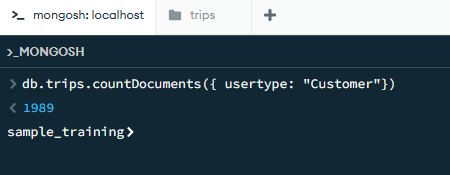 >_ mongosh: localhost trips +
>_MONGOSH
> db.trips.countDocuments({ usertype: "Customer"})
< 1989
sample_training>